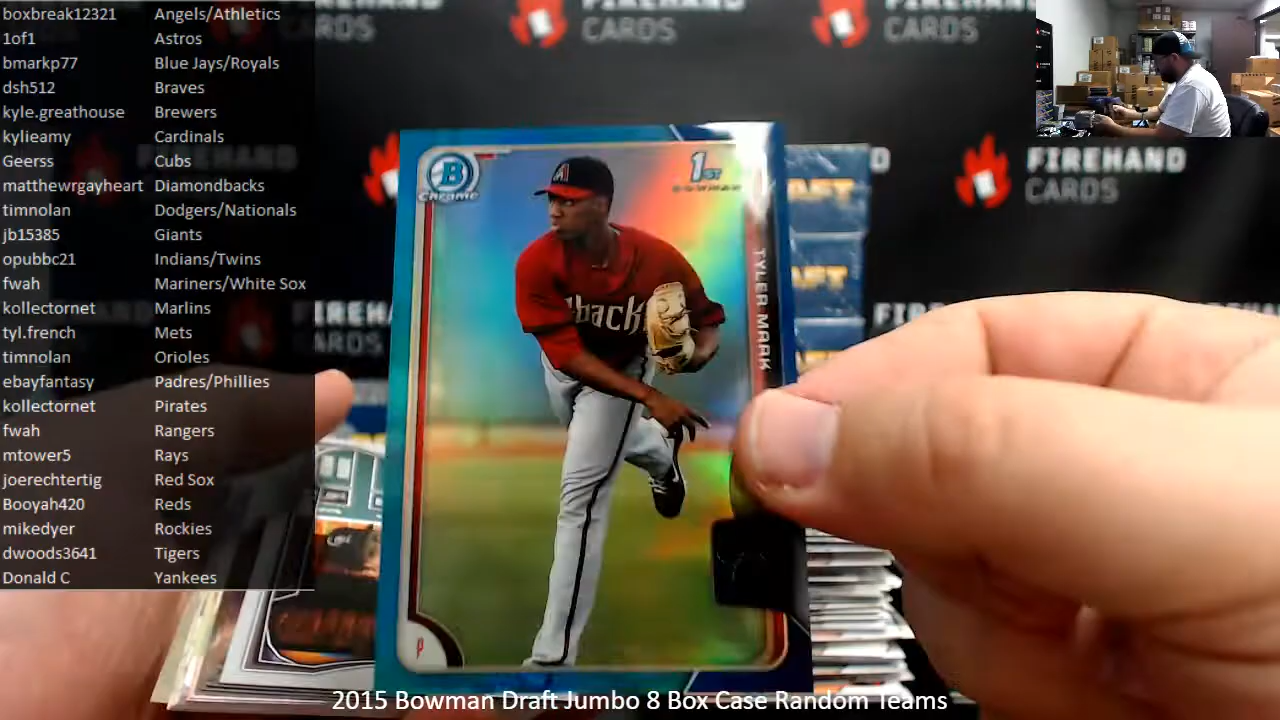 boxbreak12321 Angels/Athletics
1of1 Astros
bmarkp77 Blue Jays/Royals
dsh512 Braves
kyle.greathouse Brewers
kylieamy Cardinals
Geerss Cubs
matthewrgayheart Diamondbacks
timnolan Dodgers/Nationals
jb15385 Giants
opubbc21 Indians/Twins
fwah Mariners/White Sox
kollectornet Marlins
tyl.french Mets
timnolan Orioles
ebayfantasy Padres/Phillies
kollectornet Pirates
fwah Rangers
mtower5 Rays
joerechtertig Red Sox
Booyah420 Reds
mikedyer Rockies
dwoods3641 Tigers
Donald C Yankees
CARDS
CARDS
CARDS
FIREHAND
CARDS
B
Chrome
1ST
BOWMAN
TYLER MARK
backs
P
2015 Bowman Draft Jumbo 8 Box Case Random Teams